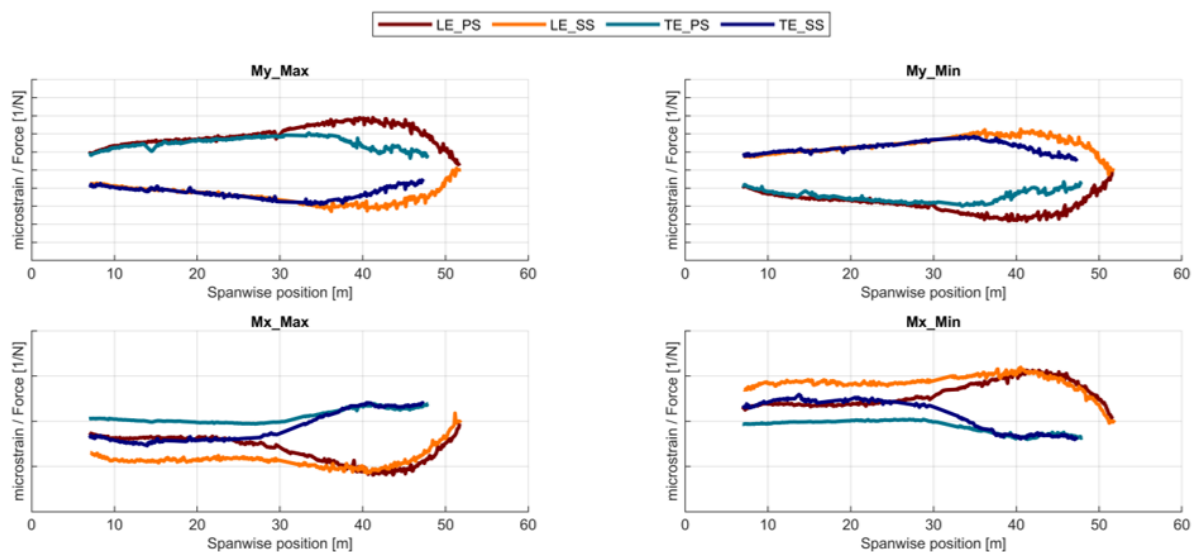 LE_PS LE_SS TE_PS TE_SS
My_Max
microstrain / Force [1/N]
0 10 20 30 40 50 60
Spanwise position [m]
My_Min
microstrain / Force [1/N]
0 10 20 30 40 50 60
Spanwise position [m]
Mx_Max
microstrain / Force [1/N]
0 10 20 30 40 50 60
Spanwise position [m]
Mx_Min
microstrain / Force [1/N]
0 10 20 30 40 50 60
Spanwise position [m]